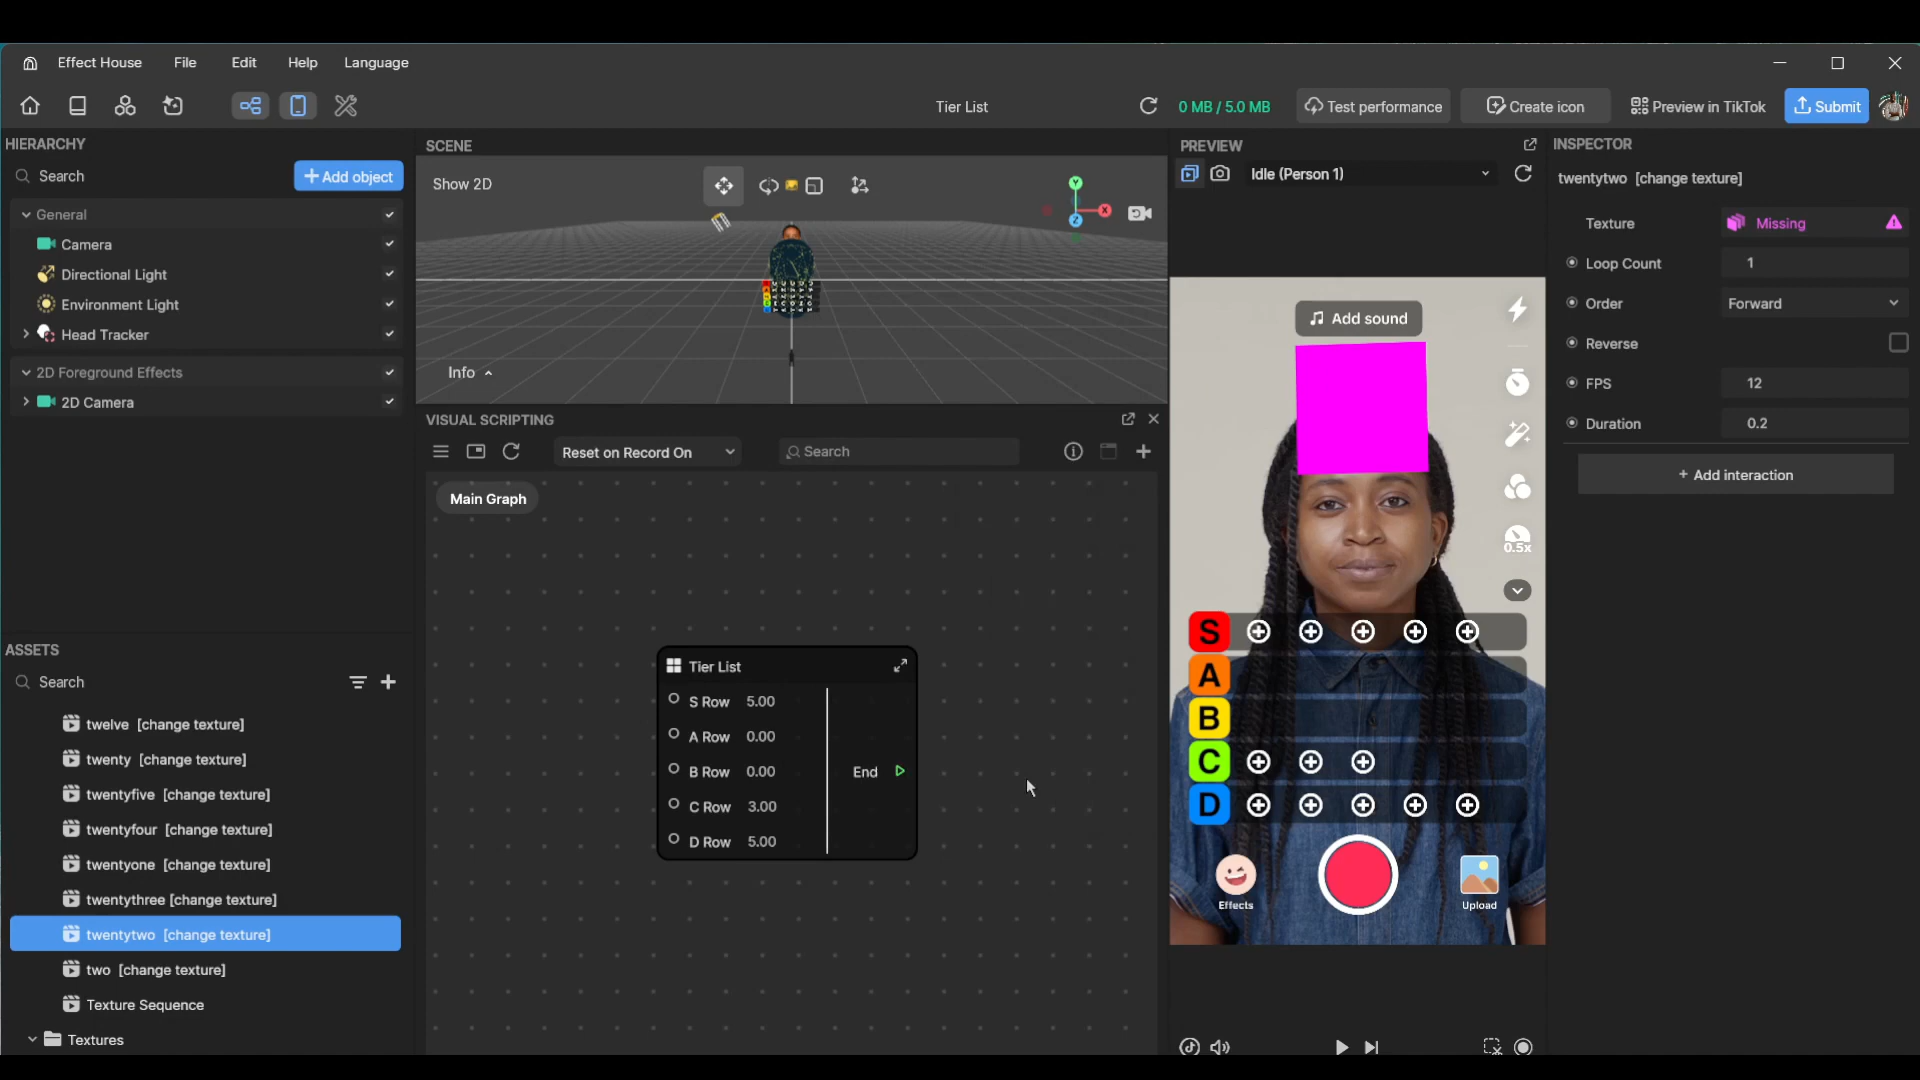 Effect House
File
Edit
Help
Language
Tier List
0 MB / 5.0 MB
Test performance
Create icon
Preview in TikTok
Submit
HIERARCHY
Search
Add object
General
Camera
Directional Light
Environment Light
Head Tracker
2D Foreground Effects
2D Camera
ASSETS
Search
twelve [change texture]
twenty [change texture]
twentyfive [change texture]
twentyfour [change texture]
twentyone [change texture]
twentythree [change texture]
twentytwo [change texture]
two [change texture]
Texture Sequence
Textures
SCENE
Show 2D
Y
X
Z
Info
VISUAL SCRIPTING
Reset on Record On
Search
Main Graph
Tier List
S Row 5.00
A Row 0.00
B Row 0.00
End
C Row 3.00
D Row 5.00
PREVIEW
Idle (Person 1)
Add sound
0.5x
S
A
B
C
D
Effects
Upload
INSPECTOR
twentytwo [change texture]
Texture Missing
Loop Count 1
Order Forward
Reverse
FPS 12
Duration 0.2
+ Add interaction